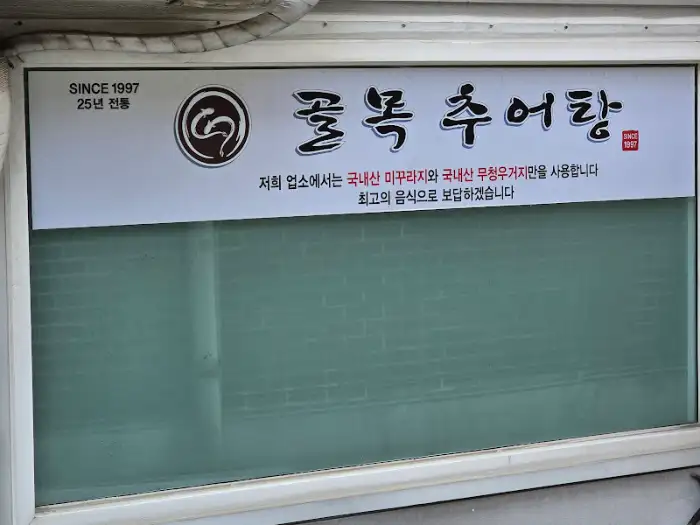 SINCE 1997
25년 전통
골목 추어탕
SINCE
1997
저희 업소에서는 국내산 미꾸라지와 국내산 무청우거지만을 사용합니다
최고의 음식으로 보답하겠습니다